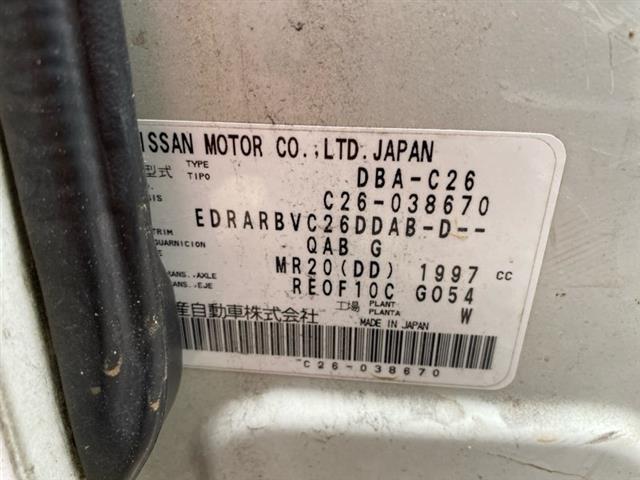 ISSAN MOTOR CO.,LTD.JAPAN
型式 TYPE TIPO DBA-C26
C26-038670
EDRARBVC26DDAB-D--
TRIM GUARNICION QAB G
MR20(DD) 1997 cc
TRANS. AXLE TRANS. EJE RE0F10C G054
工場 PLANT PLANTA W
産自動車株式会社 MADE IN JAPAN
C26-038670